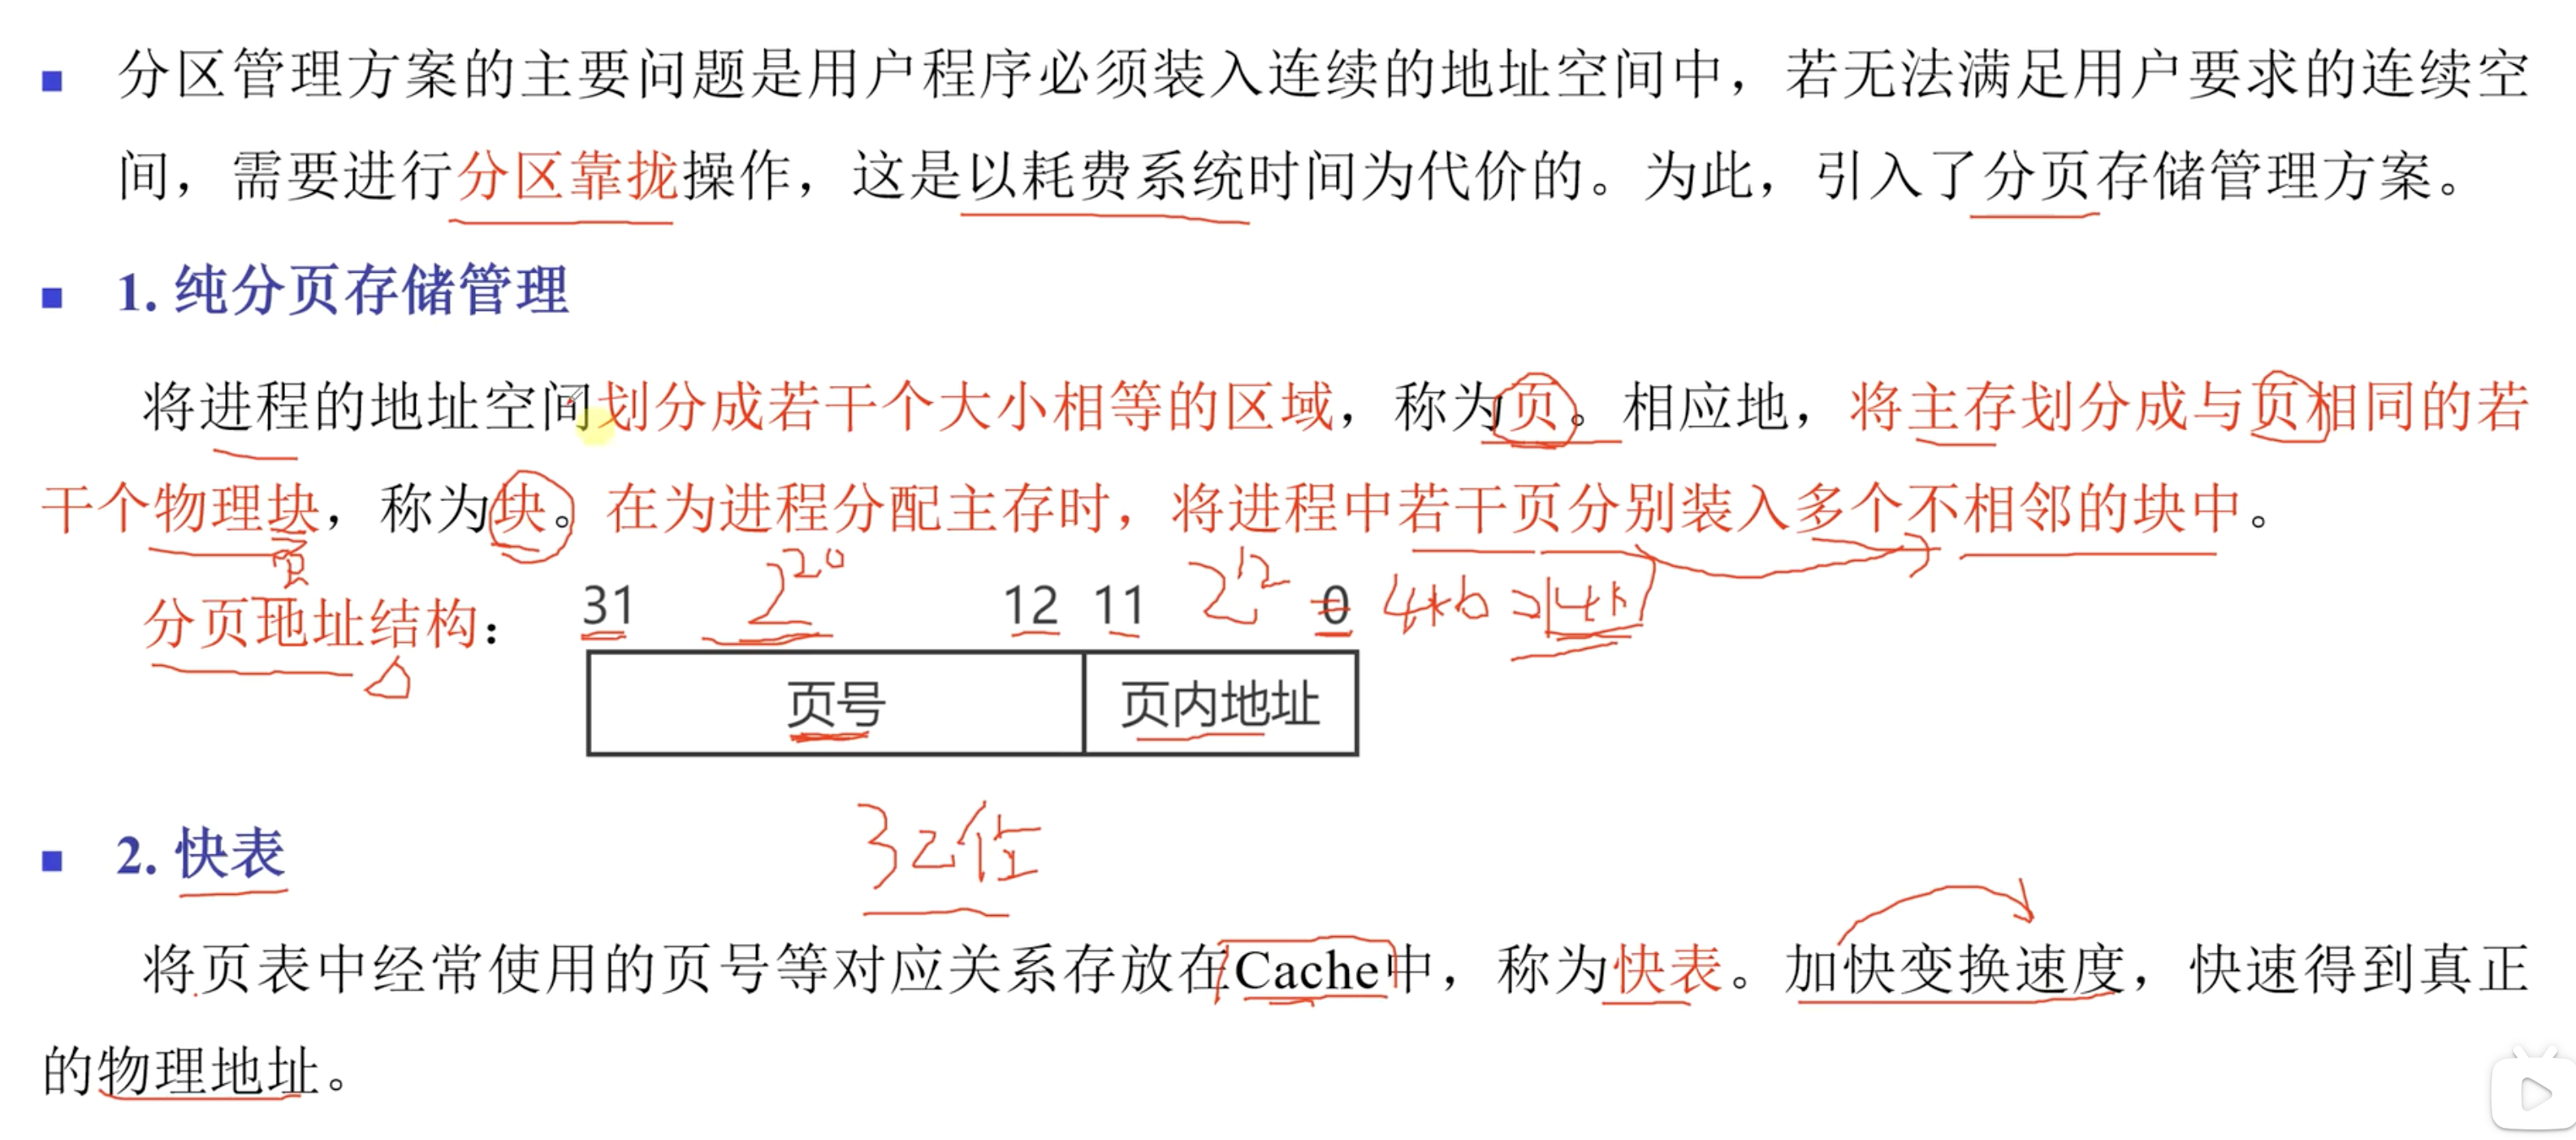 ■ 分区管理方案的主要问题是用户程序必须装入连续的地址空间中，若无法满足用户要求的连续空
间，需要进行分区靠拢操作，这是以耗费系统时间为代价的。为此，引入了分页存储管理方案。
■ 1. 纯分页存储管理
将进程的地址空间划分成若干个大小相等的区域，称为页。相应地，将主存划分成与页相同的若
干个物理块，称为块。在为进程分配主存时，将进程中若干页分别装入多个不相邻的块中。
2^20 2^12
分页地址结构： 31 12 11 0
页号 页内地址
32位
■ 2. 快表
将页表中经常使用的页号等对应关系存放在Cache中，称为快表。加快变换速度，快速得到真正
的物理地址。